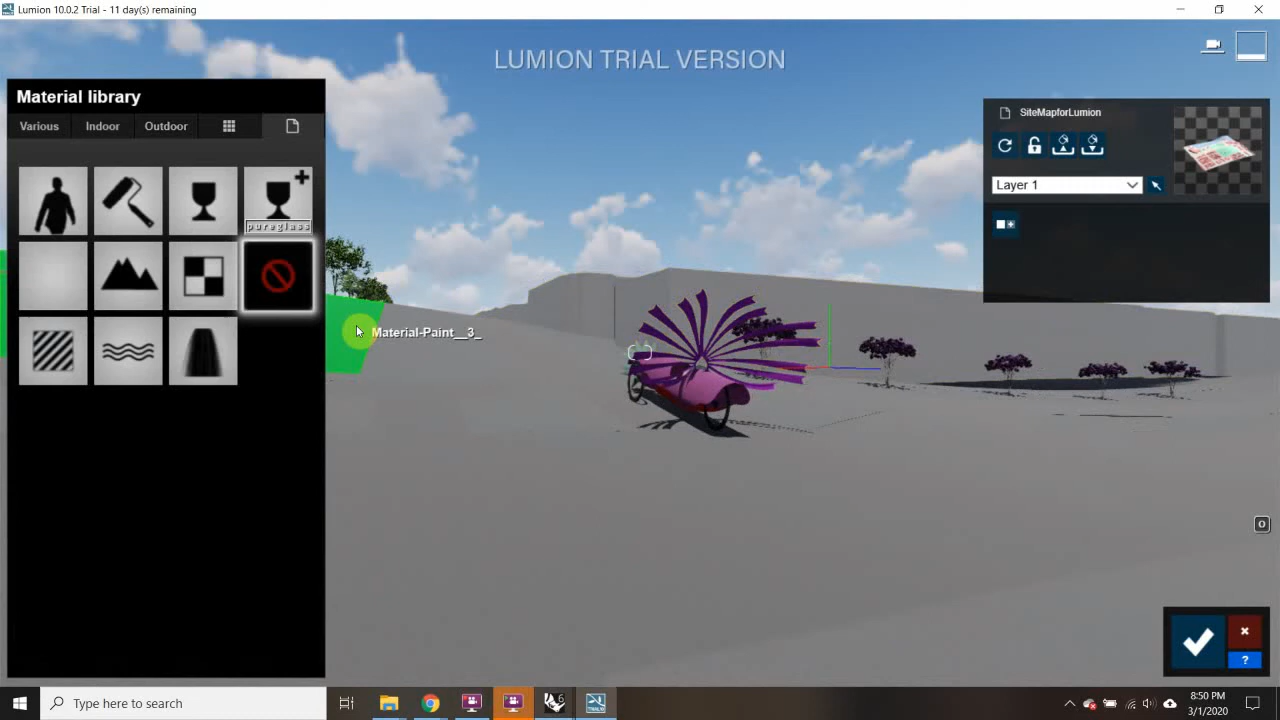 Lumion 10.0.2 Trial - 11 day(s) remaining
LUMION TRIAL VERSION
Material library
Various
Indoor
Outdoor
pureglass
Material-Paint__3_
SiteMapforLumion
Layer 1
O
?
Type here to search
8:50 PM
3/1/2020